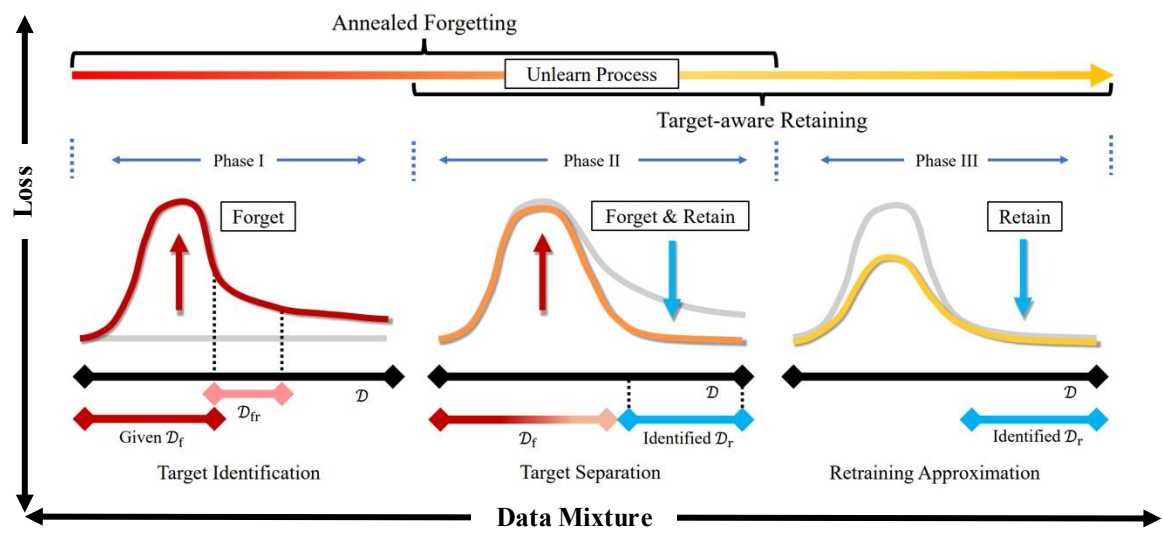 Annealed Forgetting
Unlearn Process
Target-aware Retaining
Phase I
Phase II
Phase III
Loss
Forget
Forget & Retain
Retain
𝒟
𝒟
𝒟
𝒟fr
Given 𝒟f
𝒟f
Identified 𝒟r
Identified 𝒟r
Target Identification
Target Separation
Retraining Approximation
Data Mixture